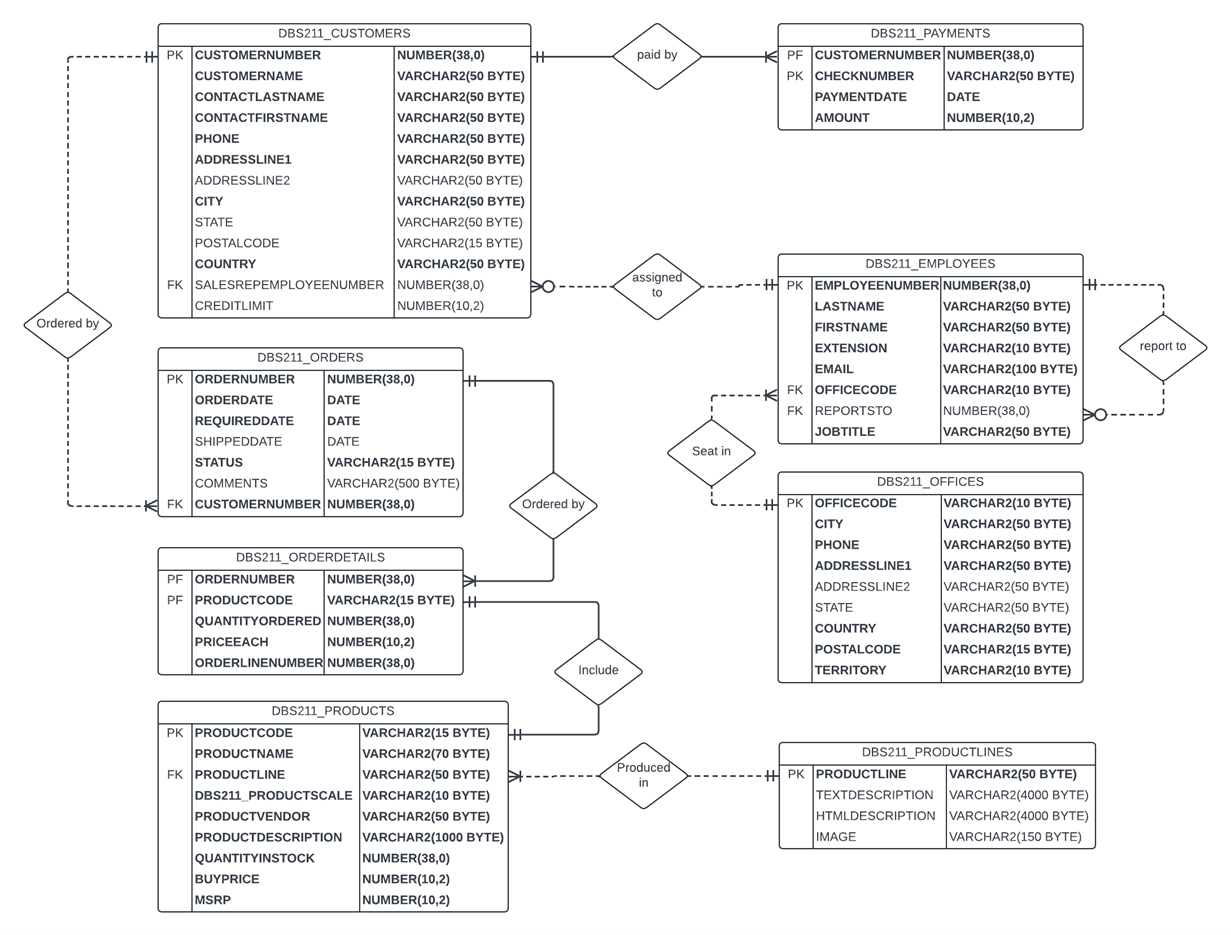 DBS211_CUSTOMERS
PK CUSTOMERNUMBER NUMBER(38,0)
CUSTOMERNAME VARCHAR2(50 BYTE)
CONTACTLASTNAME VARCHAR2(50 BYTE)
CONTACTFIRSTNAME VARCHAR2(50 BYTE)
PHONE VARCHAR2(50 BYTE)
ADDRESSLINE1 VARCHAR2(50 BYTE)
ADDRESSLINE2 VARCHAR2(50 BYTE)
CITY VARCHAR2(50 BYTE)
STATE VARCHAR2(50 BYTE)
POSTALCODE VARCHAR2(15 BYTE)
COUNTRY VARCHAR2(50 BYTE)
FK SALESREPEMPLOYEENUMBER NUMBER(38,0)
CREDITLIMIT NUMBER(10,2)
paid by
DBS211_PAYMENTS
PF CUSTOMERNUMBER NUMBER(38,0)
PK CHECKNUMBER VARCHAR2(50 BYTE)
PAYMENTDATE DATE
AMOUNT NUMBER(10,2)
assigned
to
DBS211_EMPLOYEES
PK EMPLOYEENUMBER NUMBER(38,0)
LASTNAME VARCHAR2(50 BYTE)
FIRSTNAME VARCHAR2(50 BYTE)
EXTENSION VARCHAR2(10 BYTE)
EMAIL VARCHAR2(100 BYTE)
FK OFFICECODE VARCHAR2(10 BYTE)
FK REPORTSTO NUMBER(38,0)
JOBTITLE VARCHAR2(50 BYTE)
report to
Ordered by
DBS211_ORDERS
PK ORDERNUMBER NUMBER(38,0)
ORDERDATE DATE
REQUIREDDATE DATE
SHIPPEDDATE DATE
STATUS VARCHAR2(15 BYTE)
COMMENTS VARCHAR2(500 BYTE)
FK CUSTOMERNUMBER NUMBER(38,0)
Ordered by
Seat in
DBS211_OFFICES
PK OFFICECODE VARCHAR2(10 BYTE)
CITY VARCHAR2(50 BYTE)
PHONE VARCHAR2(50 BYTE)
ADDRESSLINE1 VARCHAR2(50 BYTE)
ADDRESSLINE2 VARCHAR2(50 BYTE)
STATE VARCHAR2(50 BYTE)
COUNTRY VARCHAR2(50 BYTE)
POSTALCODE VARCHAR2(15 BYTE)
TERRITORY VARCHAR2(10 BYTE)
DBS211_ORDERDETAILS
PF ORDERNUMBER NUMBER(38,0)
PF PRODUCTCODE VARCHAR2(15 BYTE)
QUANTITYORDERED NUMBER(38,0)
PRICEEACH NUMBER(10,2)
ORDERLINENUMBER NUMBER(38,0)
Include
DBS211_PRODUCTS
PK PRODUCTCODE VARCHAR2(15 BYTE)
PRODUCTNAME VARCHAR2(70 BYTE)
FK PRODUCTLINE VARCHAR2(50 BYTE)
DBS211_PRODUCTSCALE VARCHAR2(10 BYTE)
PRODUCTVENDOR VARCHAR2(50 BYTE)
PRODUCTDESCRIPTION VARCHAR2(1000 BYTE)
QUANTITYINSTOCK NUMBER(38,0)
BUYPRICE NUMBER(10,2)
MSRP NUMBER(10,2)
Produced
in
DBS211_PRODUCTLINES
PK PRODUCTLINE VARCHAR2(50 BYTE)
TEXTDESCRIPTION VARCHAR2(4000 BYTE)
HTMLDESCRIPTION VARCHAR2(4000 BYTE)
IMAGE VARCHAR2(150 BYTE)